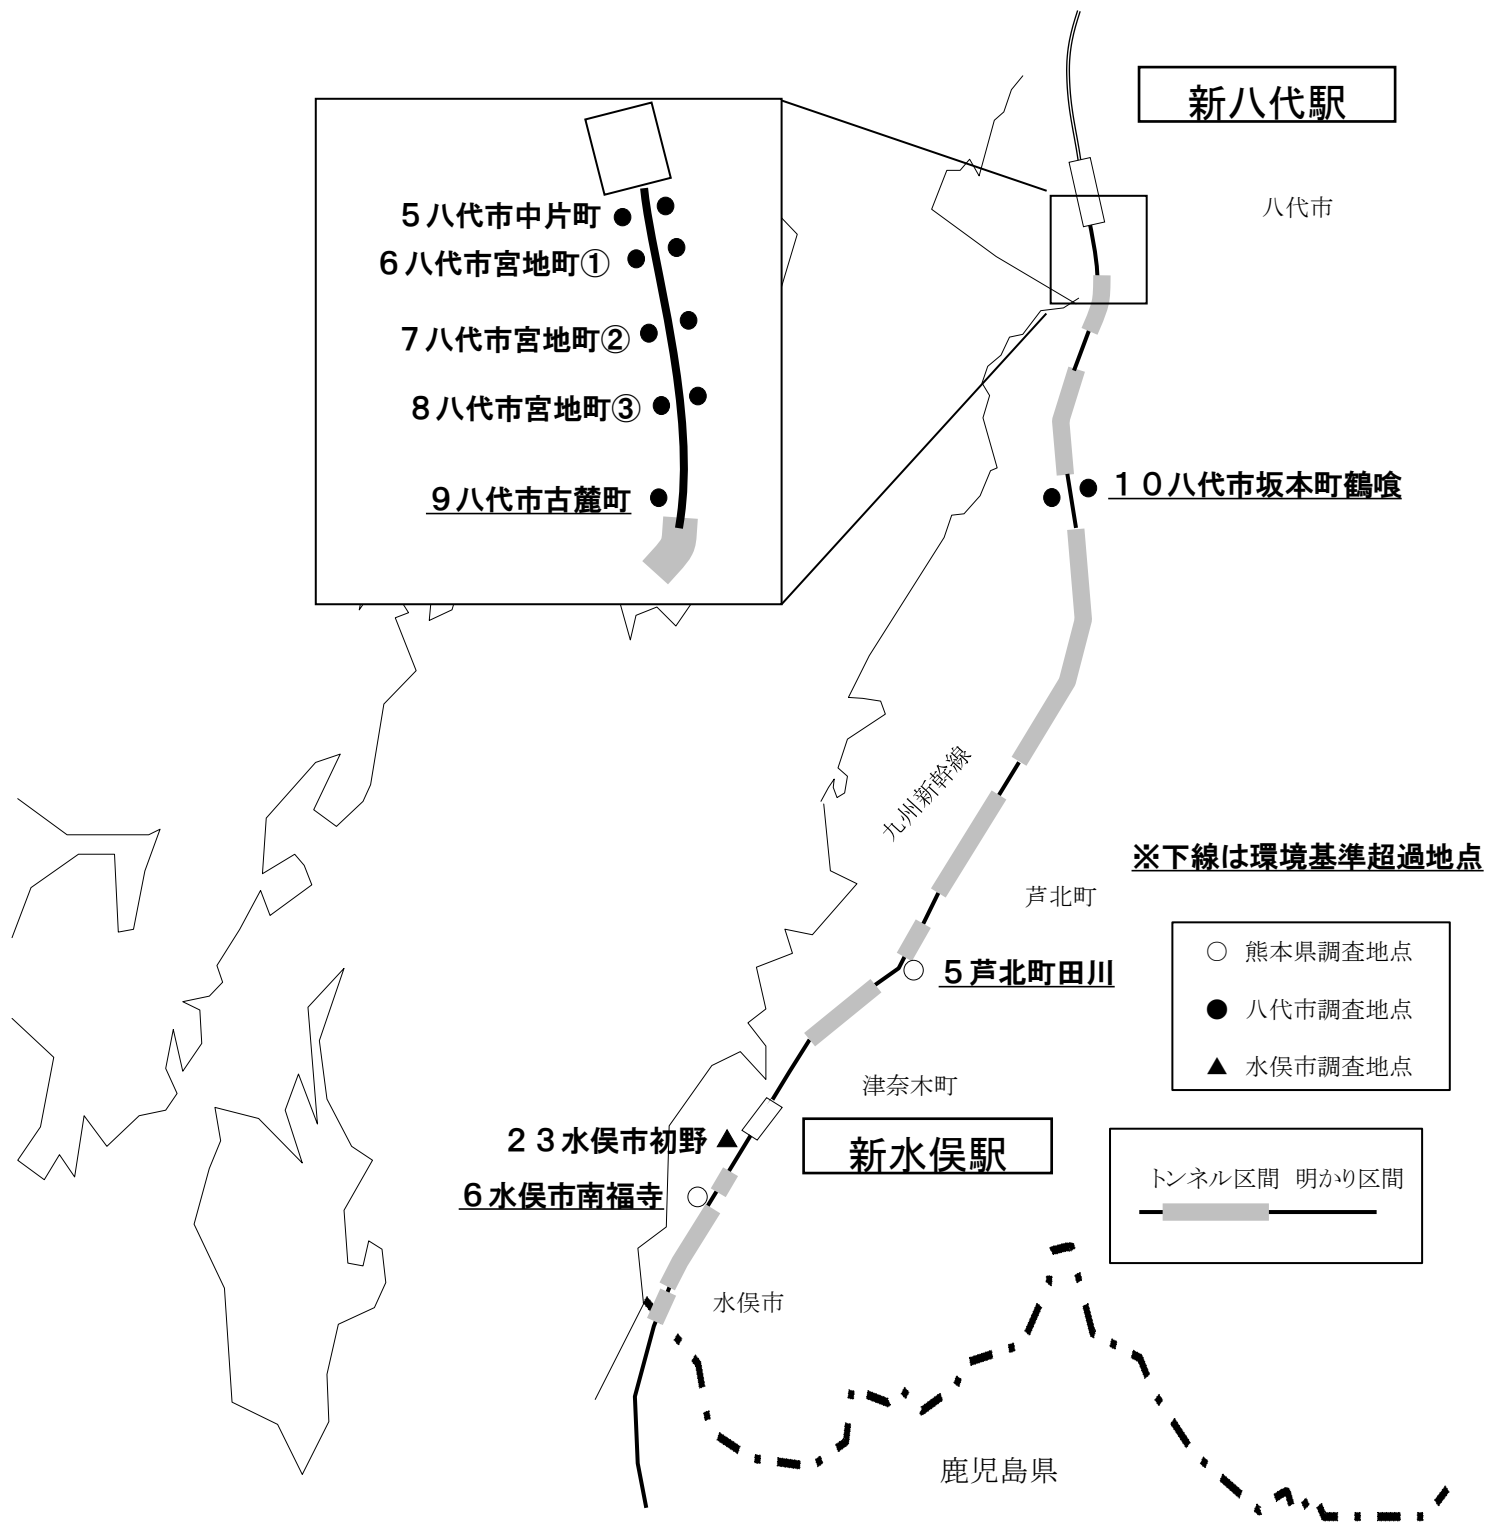 新八代駅
八代市
５八代市中片町
６八代市宮地町①
７八代市宮地町②
８八代市宮地町③
９八代市古麓町
１０八代市坂本町鶴喰
九州新幹線
※下線は環境基準超過地点
芦北町
○ 熊本県調査地点
● 八代市調査地点
▲ 水俣市調査地点
５芦北町田川
津奈木町
２３水俣市初野
新水俣駅
６水俣市南福寺
トンネル区間 明かり区間
水俣市
鹿児島県